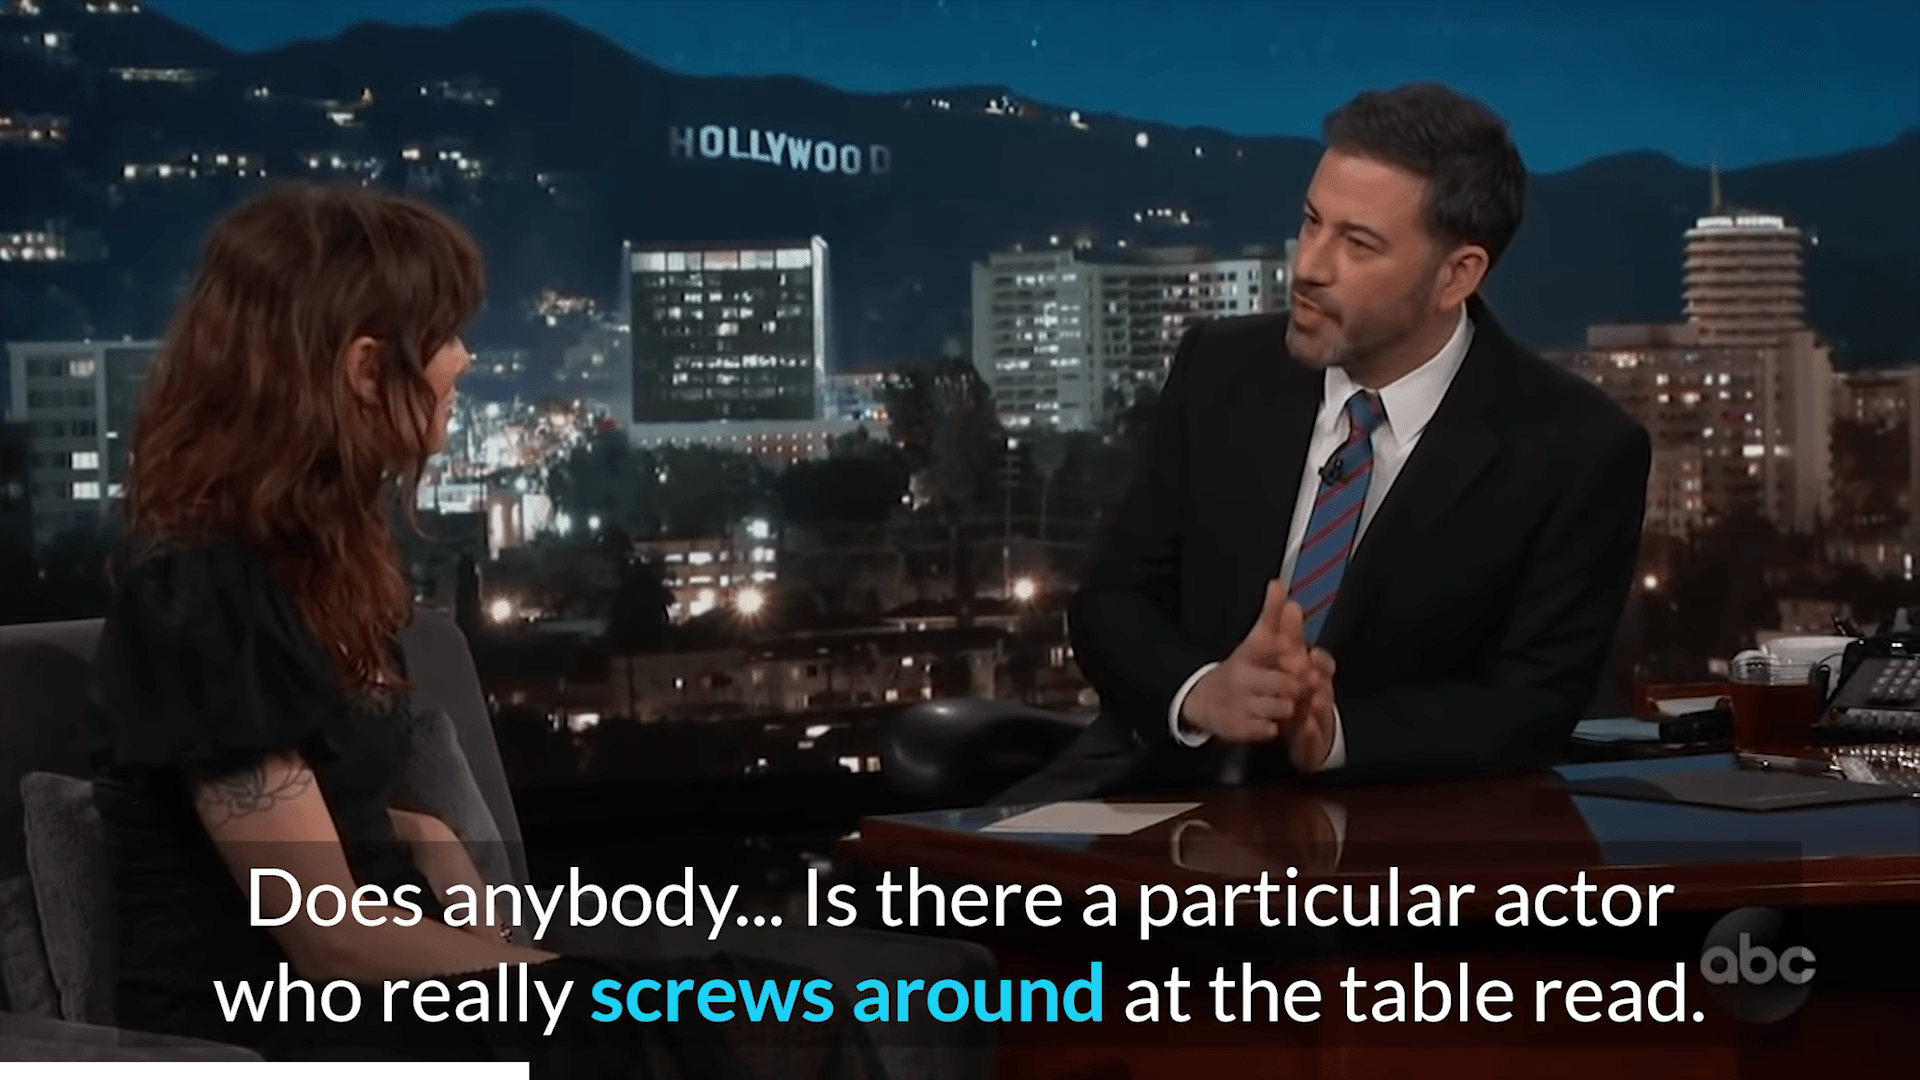 HOLLYWOOD
Does anybody... Is there a particular actor
who really screws around at the table read.
abc